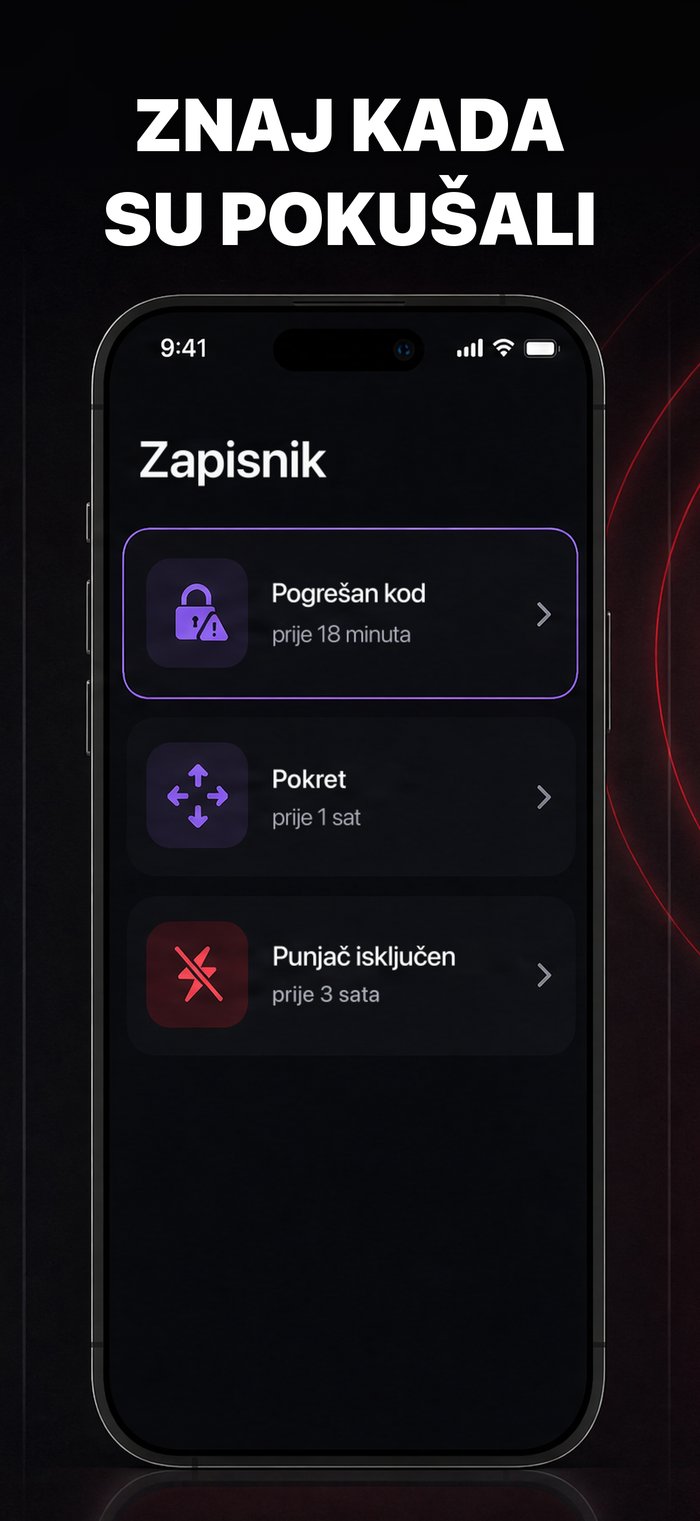 ZNAJ KADA
SU POKUŠALI
9:41
Zapisnik
Pogrešan kod
prije 18 minuta
Pokret
prije 1 sat
Punjač isključen
prije 3 sata